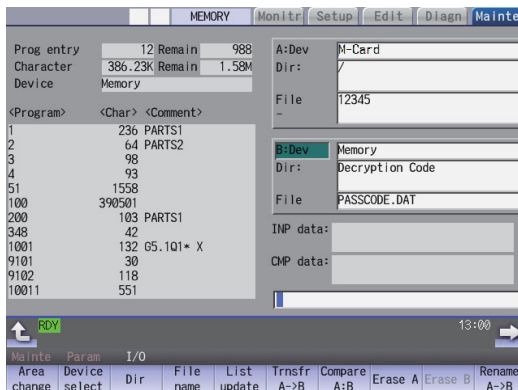 MEMORY Monitr Setup Edit Diagn Mainte
Prog entry 12 Remain 988
Character 386.23K Remain 1.58M
Device Memory
<Program> <Char> <Comment>
1 236 PARTS1
2 64 PARTS2
3 98
4 93
51 1558
100 390501
200 103 PARTS1
348 42
1001 132 G5.1Q1* X
9101 30
9102 118
10011 551
A:Dev M-Card
Dir: /
File 12345
-
B:Dev Memory
Dir: Decryption Code
File PASSCODE.DAT
INP data:
CMP data:
RDY 13:00
Mainte Param I/O
Area change Device select Dir File name List update Trnsfr A->B Compare A:B Erase A Erase B Rename A->B